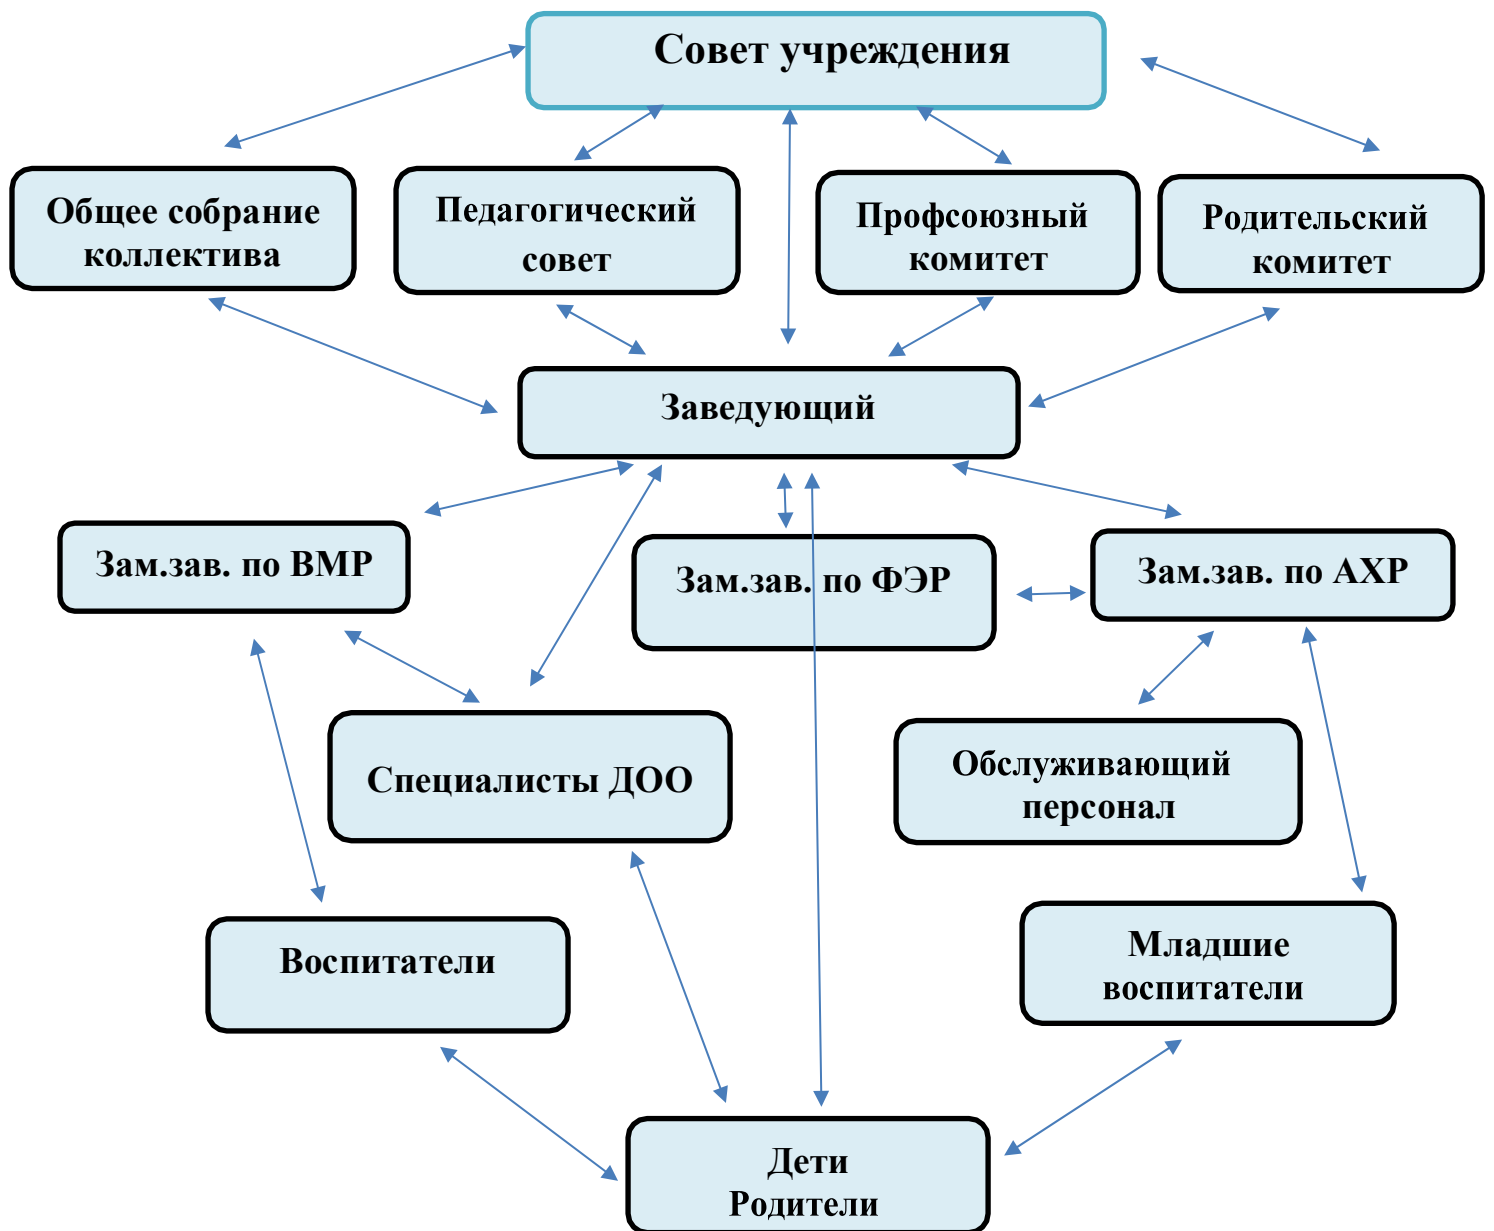 Совет учреждения
Общее собрание
коллектива
Педагогический
совет
Профсоюзный
комитет
Родительский
комитет
Заведующий
Зам.зав. по ВМР
Зам.зав. по ФЭР
Зам.зав. по АХР
Специалисты ДОО
Обслуживающий
персонал
Воспитатели
Младшие
воспитатели
Дети
Родители